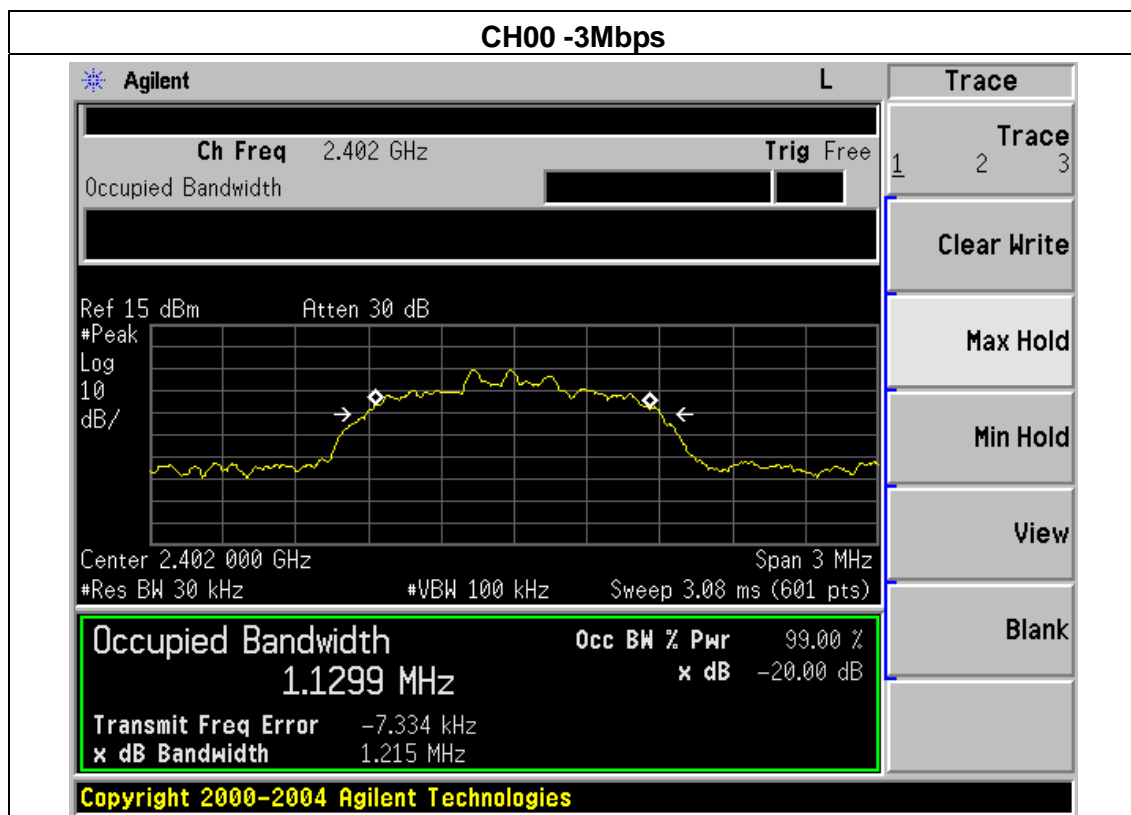 CH00 -3Mbps
Agilent L Trace
Ch Freq 2.402 GHz Trig Free
Occupied Bandwidth
Trace
1 2 3
Clear Write
Ref 15 dBm Atten 30 dB
#Peak
Log
10
dB/
Max Hold
Min Hold
View
Center 2.402 000 GHz Span 3 MHz
#Res BW 30 kHz #VBW 100 kHz Sweep 3.08 ms (601 pts)
Blank
Occupied Bandwidth Occ BW % Pwr 99.00 %
1.1299 MHz x dB -20.00 dB
Transmit Freq Error -7.334 kHz
x dB Bandwidth 1.215 MHz
Copyright 2000-2004 Agilent Technologies